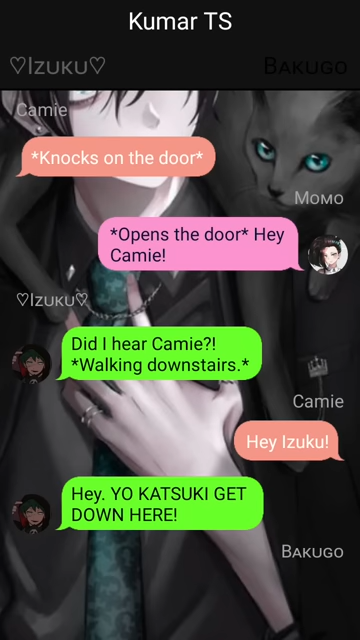 Kumar TS
♡Izuku♡ Bakugo
Camie
*Knocks on the door*
Momo
*Opens the door* Hey
Camie!
♡Izuku♡
Did I hear Camie?!
*Walking downstairs.*
Camie
Hey Izuku!
Hey. YO KATSUKI GET
DOWN HERE!
Bakugo